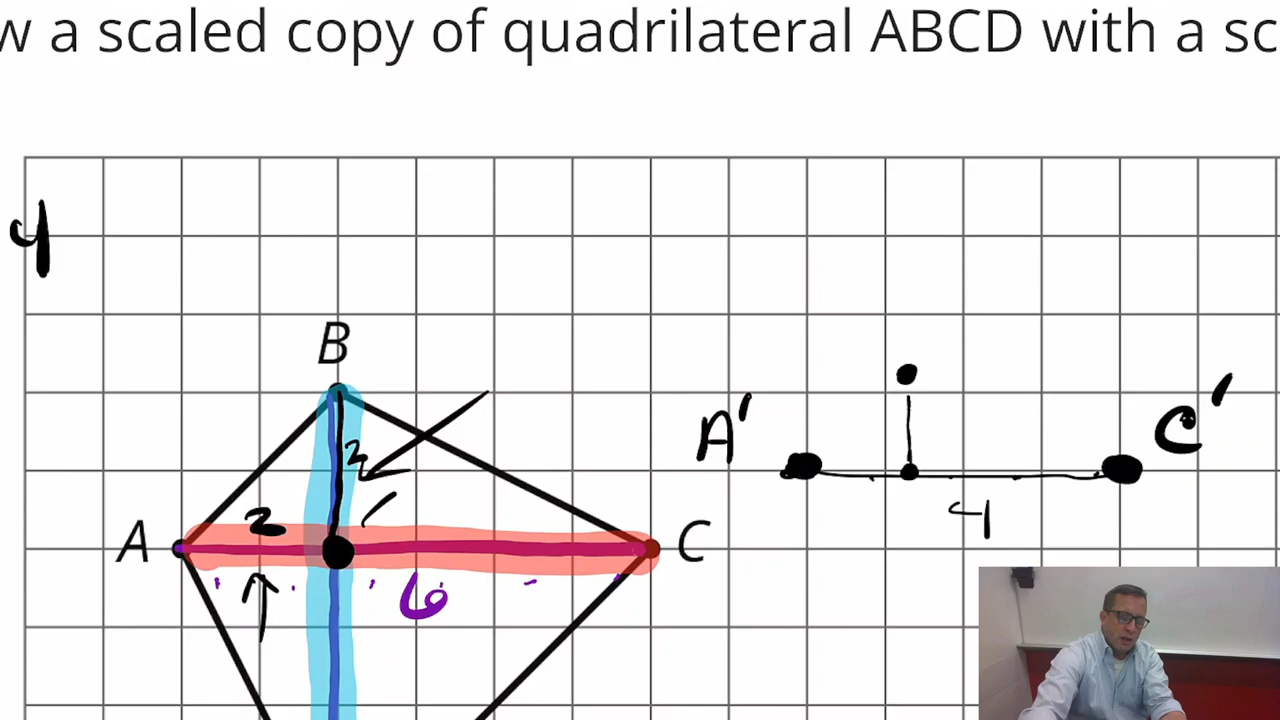 w a scaled copy of quadrilateral ABCD with a sc
4
B
A' C'
2 2
A C
4
6